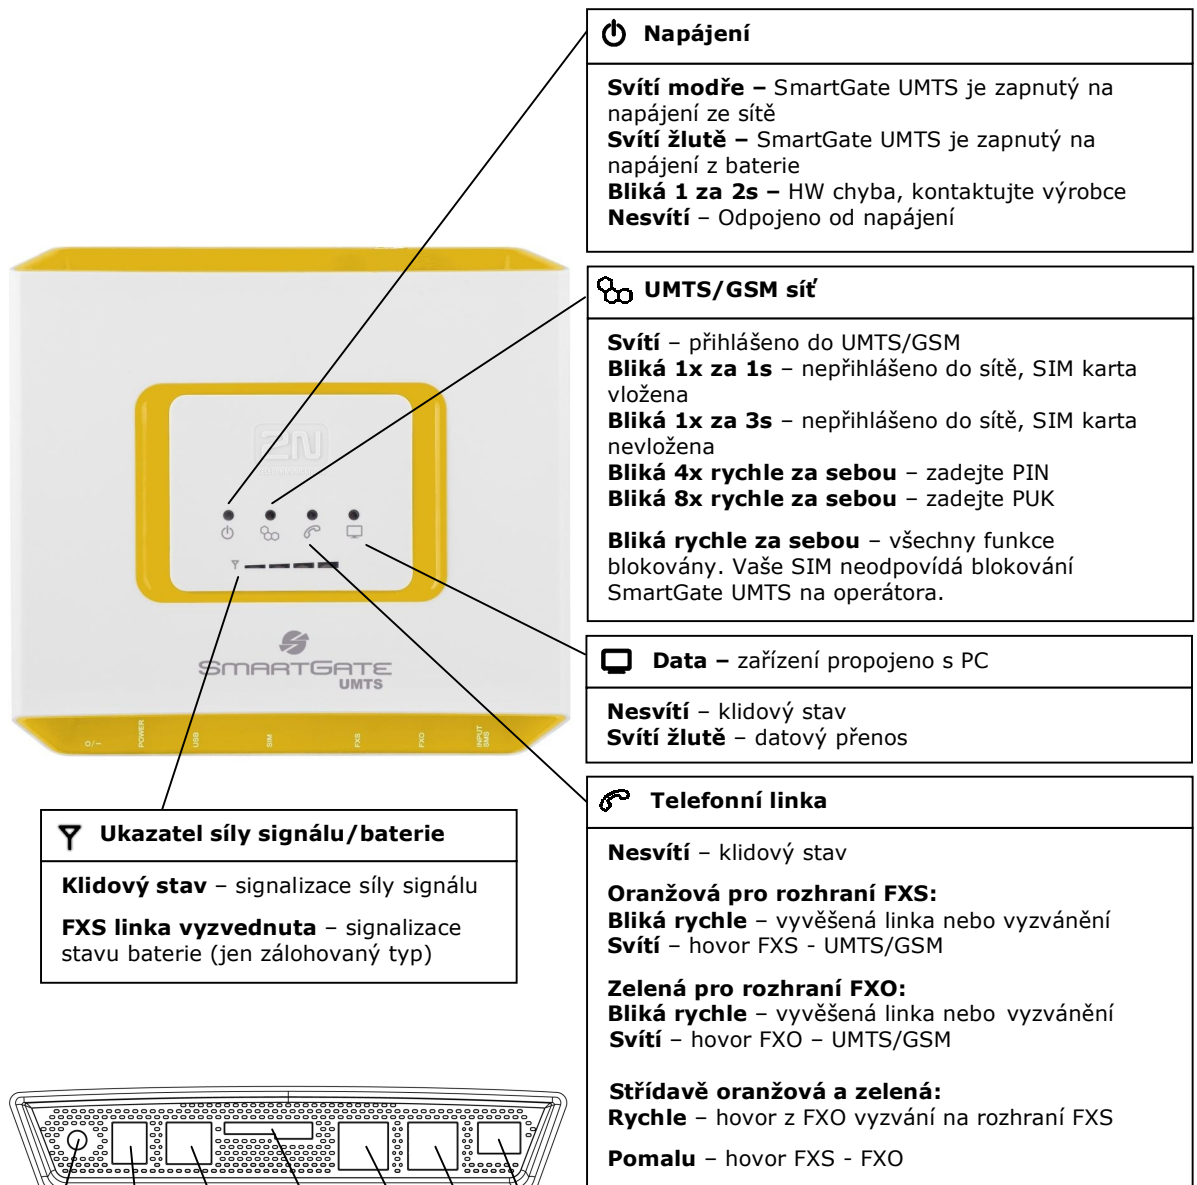 Napájení
Svítí modře – SmartGate UMTS je zapnutý na
napájení ze sítě
Svítí žlutě – SmartGate UMTS je zapnutý na
napájení z baterie
Bliká 1 za 2s – HW chyba, kontaktujte výrobce
Nesvítí – Odpojeno od napájení
UMTS/GSM síť
Svítí – přihlášeno do UMTS/GSM
Bliká 1x za 1s – nepřihlášeno do sítě, SIM karta
vložena
Bliká 1x za 3s – nepřihlášeno do sítě, SIM karta
nevložena
Bliká 4x rychle za sebou – zadejte PIN
Bliká 8x rychle za sebou – zadejte PUK
Bliká rychle za sebou – všechny funkce
blokovány. Vaše SIM neodpovídá blokování
SmartGate UMTS na operátora.
Data – zařízení propojeno s PC
Nesvítí – klidový stav
Svítí žlutě – datový přenos
Telefonní linka
Nesvítí – klidový stav
Oranžová pro rozhraní FXS:
Bliká rychle – vyvěšená linka nebo vyzvánění
Svítí – hovor FXS - UMTS/GSM
Zelená pro rozhraní FXO:
Bliká rychle – vyvěšená linka nebo vyzvánění
Svítí – hovor FXO – UMTS/GSM
Střídavě oranžová a zelená:
Rychle – hovor z FXO vyzvání na rozhraní FXS
Pomalu – hovor FXS - FXO
2N
SMARTGATE
UMTS
0/–
POWER
USB
SIM
FXS
FXO
INPUT
SMS
Ukazatel síly signálu/baterie
Klidový stav – signalizace síly signálu
FXS linka vyzvednuta – signalizace
stavu baterie (jen zálohovaný typ)